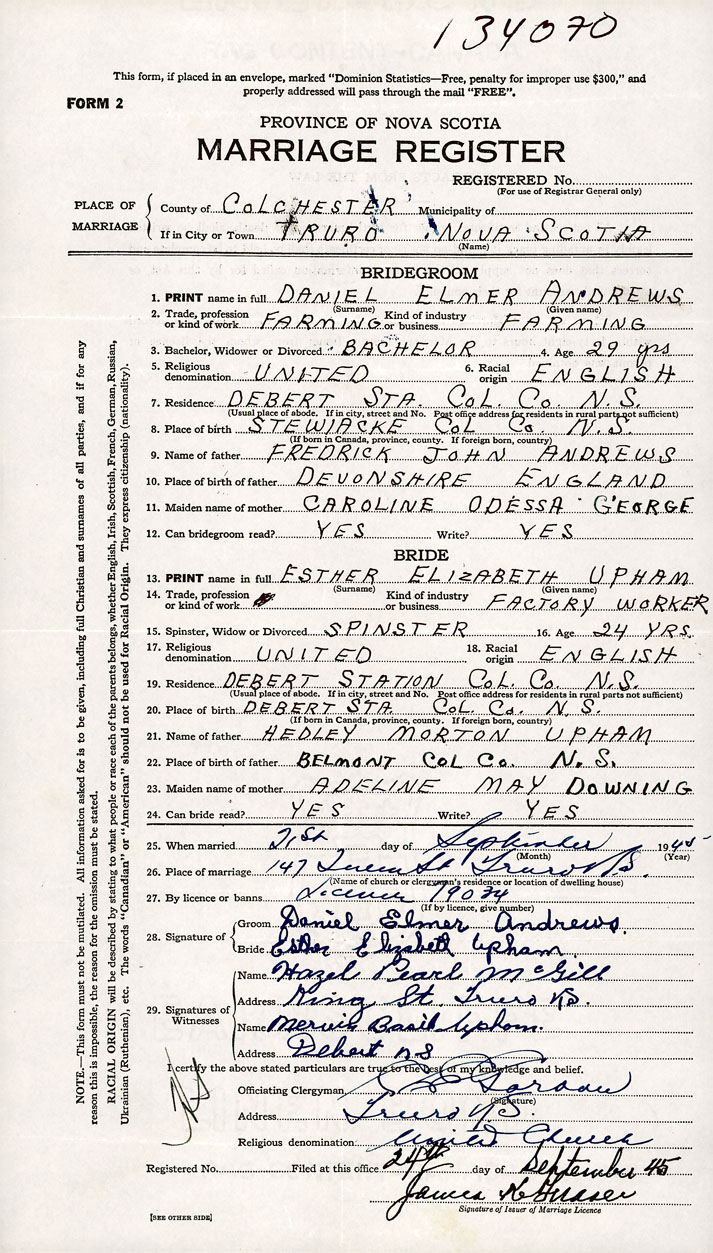 134070
This form, if placed in an envelope, marked "Dominion Statistics—Free, penalty for improper use $300," and
properly addressed will pass through the mail "FREE".
FORM 2
PROVINCE OF NOVA SCOTIA
MARRIAGE REGISTER
REGISTERED No.
(For use of Registrar General only)
PLACE OF MARRIAGE
County of COLCHESTER Municipality of
If in City or Town TRURO NOVA SCOTIA
(Name)
BRIDEGROOM
1. PRINT name in full DANIEL ELMER ANDREWS
(Surname) (Given name)
2. Trade, profession or kind of work FARMING Kind of industry or business FARMING
3. Bachelor, Widower or Divorced BACHELOR 4. Age 29 yrs
5. Religious denomination UNITED 6. Racial origin ENGLISH
7. Residence DEBERT STA. COL. CO. N.S.
(Usual place of abode. If in city, street and No. Post office address for residents in rural parts not sufficient)
8. Place of birth STEWIACKE COL CO. N.S.
(If born in Canada, province, county. If foreign born, country)
9. Name of father FREDRICK JOHN ANDREWS
10. Place of birth of father DEVONSHIRE ENGLAND
11. Maiden name of mother CAROLINE ODESSA GEORGE
12. Can bridegroom read? YES Write? YES
BRIDE
13. PRINT name in full ESTHER ELIZABETH UPHAM
(Surname) (Given name)
14. Trade, profession or kind of work Kind of industry or business FACTORY WORKER
15. Spinster, Widow or Divorced SPINSTER 16. Age 24 YRS.
17. Religious denomination UNITED 18. Racial origin ENGLISH
19. Residence DEBERT STATION COL. CO. N.S.
(Usual place of abode. If in city, street and No. Post office address for residents in rural parts not sufficient)
20. Place of birth DEBERT STA. COL. CO. N.S.
(If born in Canada, province, county. If foreign born, country)
21. Name of father HEDLEY MORTON UPHAM
22. Place of birth of father BELMONT COL CO. N.S.
23. Maiden name of mother ADELINE MAY DOWNING
24. Can bride read? YES Write? YES
25. When married 21st day of September 1945
(Month) (Year)
26. Place of marriage 147 Queen St. Truro N.S.
(Name of church or clergyman's residence or location of dwelling house)
27. By licence or banns Licence 19034
(If by licence, give number)
28. Signature of
Groom Daniel Elmer Andrews.
Bride Esther Elizabeth Upham
29. Signatures of Witnesses
Name Hazel Pearl McGill
Address King St. Truro N.S.
Name Mervin Basil Upham.
Address Debert N.S
I certify the above stated particulars are true to the best of my knowledge and belief.
Officiating Clergyman Gordon
(Signature)
Address Truro N.S.
Religious denomination United Church
Registered No. Filed at this office 24th day of September 45
James
Signature of Issuer of Marriage Licence
[SEE OTHER SIDE]
NOTE.—This form must not be mutilated. All information asked for is to be given, including full Christian and surnames of all parties, and if for any
reason this is impossible, the reason for the omission must be stated.
RACIAL ORIGIN will be described by stating to what people or race each of the parents belongs, whether English, Irish, Scottish, French, German, Russian,
Ukrainian (Ruthenian), etc. The words "Canadian" or "American" should not be used for Racial Origin. They express citizenship (nationality).